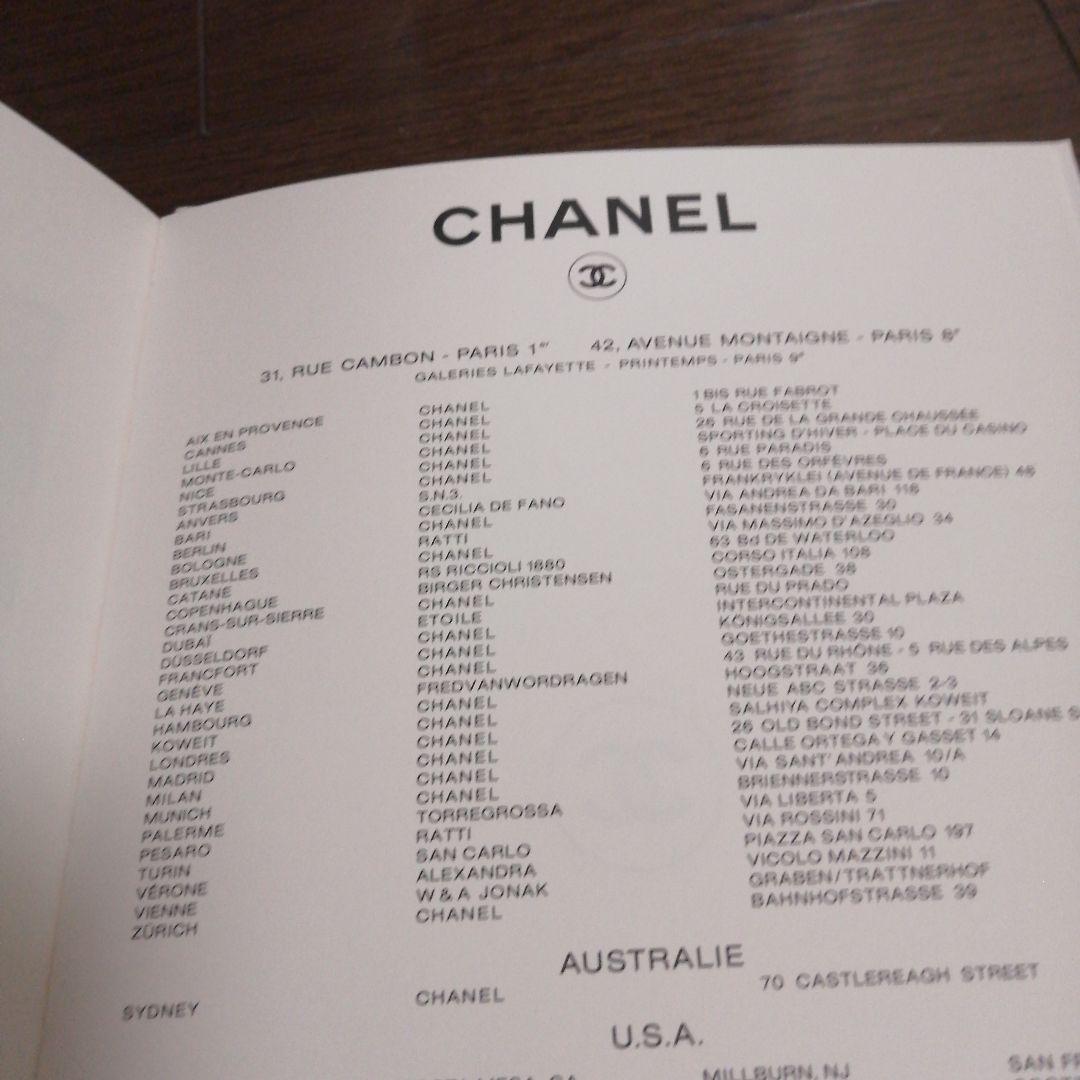 CHANEL
31, RUE CAMBON - PARIS 1er 42, AVENUE MONTAIGNE - PARIS 8e
GALERIES LAFAYETTE - PRINTEMPS - PARIS 9e
AIX EN PROVENCE CHANEL 1 BIS RUE FABROT
CANNES CHANEL 5 LA CROISETTE
LILLE CHANEL 26 RUE DE LA GRANDE CHAUSSÉE
MONTE-CARLO CHANEL SPORTING D'HIVER - PLACE DU CASINO
NICE CHANEL 6 RUE PARADIS
STRASBOURG CHANEL 6 RUE DES ORFÈVRES
ANVERS S.N.3. FRANKRYKLEI (AVENUE DE FRANCE) 46
BARI CECILIA DE FANO VIA ANDREA DA BARI 116
BERLIN CHANEL FASANENSTRASSE 30
BOLOGNE RATTI VIA MASSIMO D'AZEGLIO 34
BRUXELLES CHANEL 63 Bd DE WATERLOO
CATANE RS RICCIOLI 1880 CORSO ITALIA 108
COPENHAGUE BIRGER CHRISTENSEN OSTERGADE 38
CRANS-SUR-SIERRE CHANEL RUE DU PRADO
DUBAÏ ETOILE INTERCONTINENTAL PLAZA
DÜSSELDORF CHANEL KÖNIGSALLEE 30
FRANCFORT CHANEL GOETHESTRASSE 10
GENÈVE CHANEL 43 RUE DU RHÔNE - 5 RUE DES ALPES
LA HAYE FREDVANWORDRAGEN HOOGSTRAAT 36
HAMBOURG CHANEL NEUE ABC STRASSE 2-3
KOWEIT CHANEL SALHIYA COMPLEX KOWEIT
LONDRES CHANEL 26 OLD BOND STREET - 31 SLOANE S
MADRID CHANEL CALLE ORTEGA Y GASSET 14
MILAN CHANEL VIA SANT'ANDREA 10/A
MUNICH CHANEL BRIENNERSTRASSE 10
PALERME TORREGROSSA VIA LIBERTA 5
PESARO RATTI VIA ROSSINI 71
TURIN SAN CARLO PIAZZA SAN CARLO 197
VÉRONE ALEXANDRA VICOLO MAZZINI 11
VIENNE W & A JONAK GRABEN/TRATTNERHOF
ZÜRICH CHANEL BAHNHOFSTRASSE 39
AUSTRALIE
SYDNEY CHANEL 70 CASTLEREAGH STREET
U.S.A.
MILLBURN, NJ SAN FR